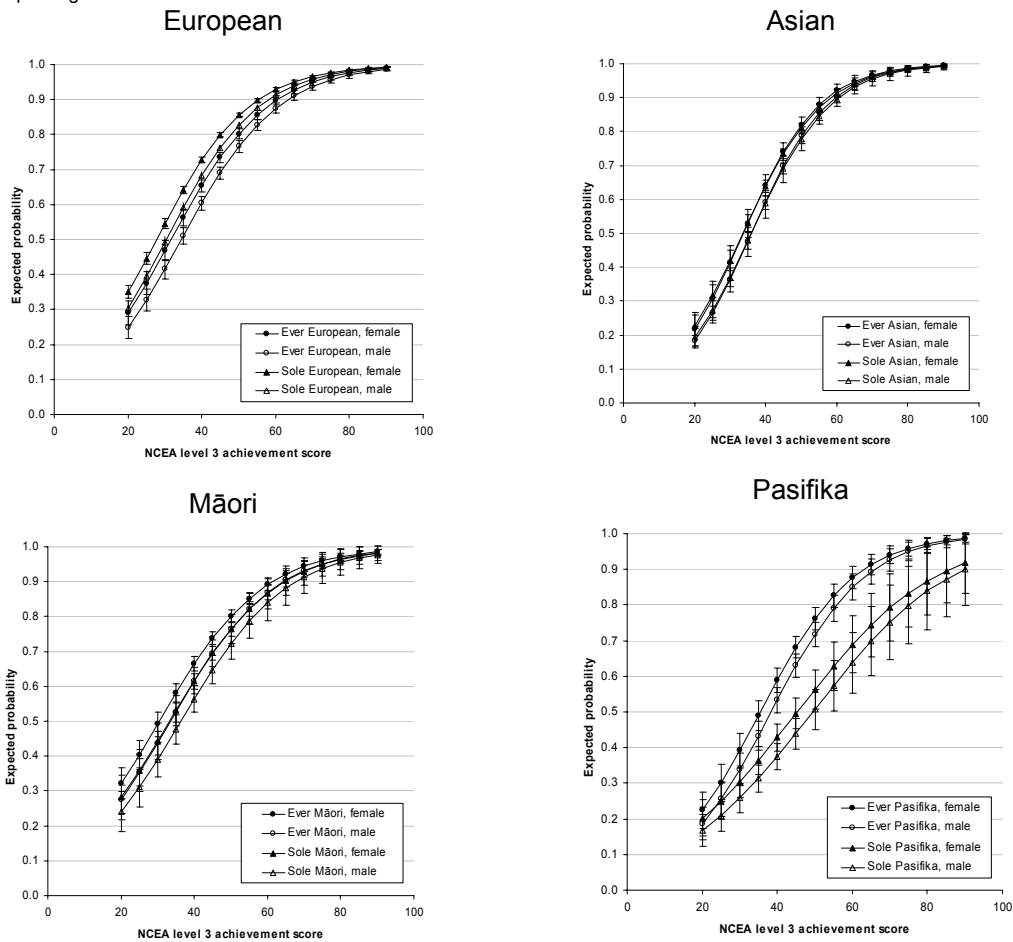 European
Expected probability
1.0
0.9
0.8
0.7
0.6
0.5
0.4
0.3
0.2
0.1
0.0
Ever European, female
Ever European, male
Sole European, female
Sole European, male
0 20 40 60 80 100
NCEA level 3 achievement score
Asian
Expected probability
1.0
0.9
0.8
0.7
0.6
0.5
0.4
0.3
0.2
0.1
0.0
Ever Asian, female
Ever Asian, male
Sole Asian, female
Sole Asian, male
0 20 40 60 80 100
NCEA level 3 achievement score
Māori
Expected probability
1.0
0.9
0.8
0.7
0.6
0.5
0.4
0.3
0.2
0.1
0.0
Ever Māori, female
Ever Māori, male
Sole Māori, female
Sole Māori, male
0 20 40 60 80 100
NCEA level 3 achievement score
Pasifika
Expected probability
1.0
0.9
0.8
0.7
0.6
0.5
0.4
0.3
0.2
0.1
0.0
Ever Pasifika, female
Ever Pasifika, male
Sole Pasifika, female
Sole Pasifika, male
0 20 40 60 80 100
NCEA level 3 achievement score